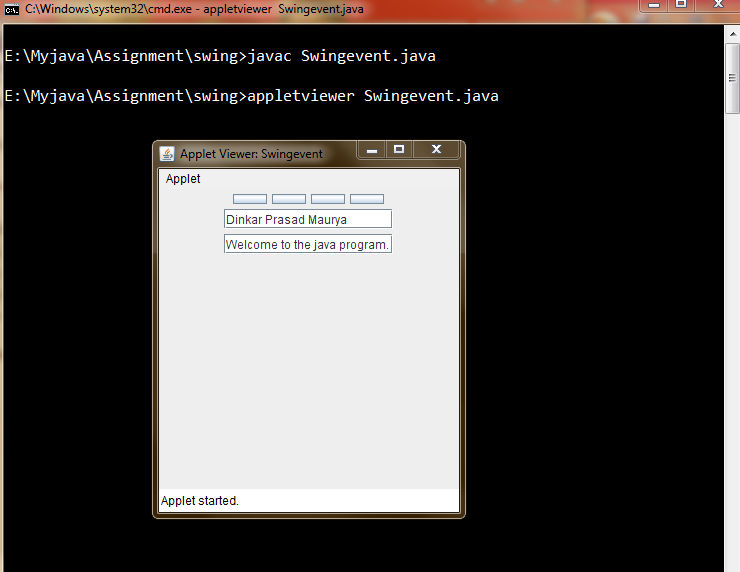 C:\Windows\system32\cmd.exe - appletviewer  Swingevent.java
E:\Myjava\Assignment\swing>javac Swingevent.java
E:\Myjava\Assignment\swing>appletviewer Swingevent.java
Applet Viewer: Swingevent
Applet
Dinkar Prasad Maurya
Welcome to the java program.
Applet started.